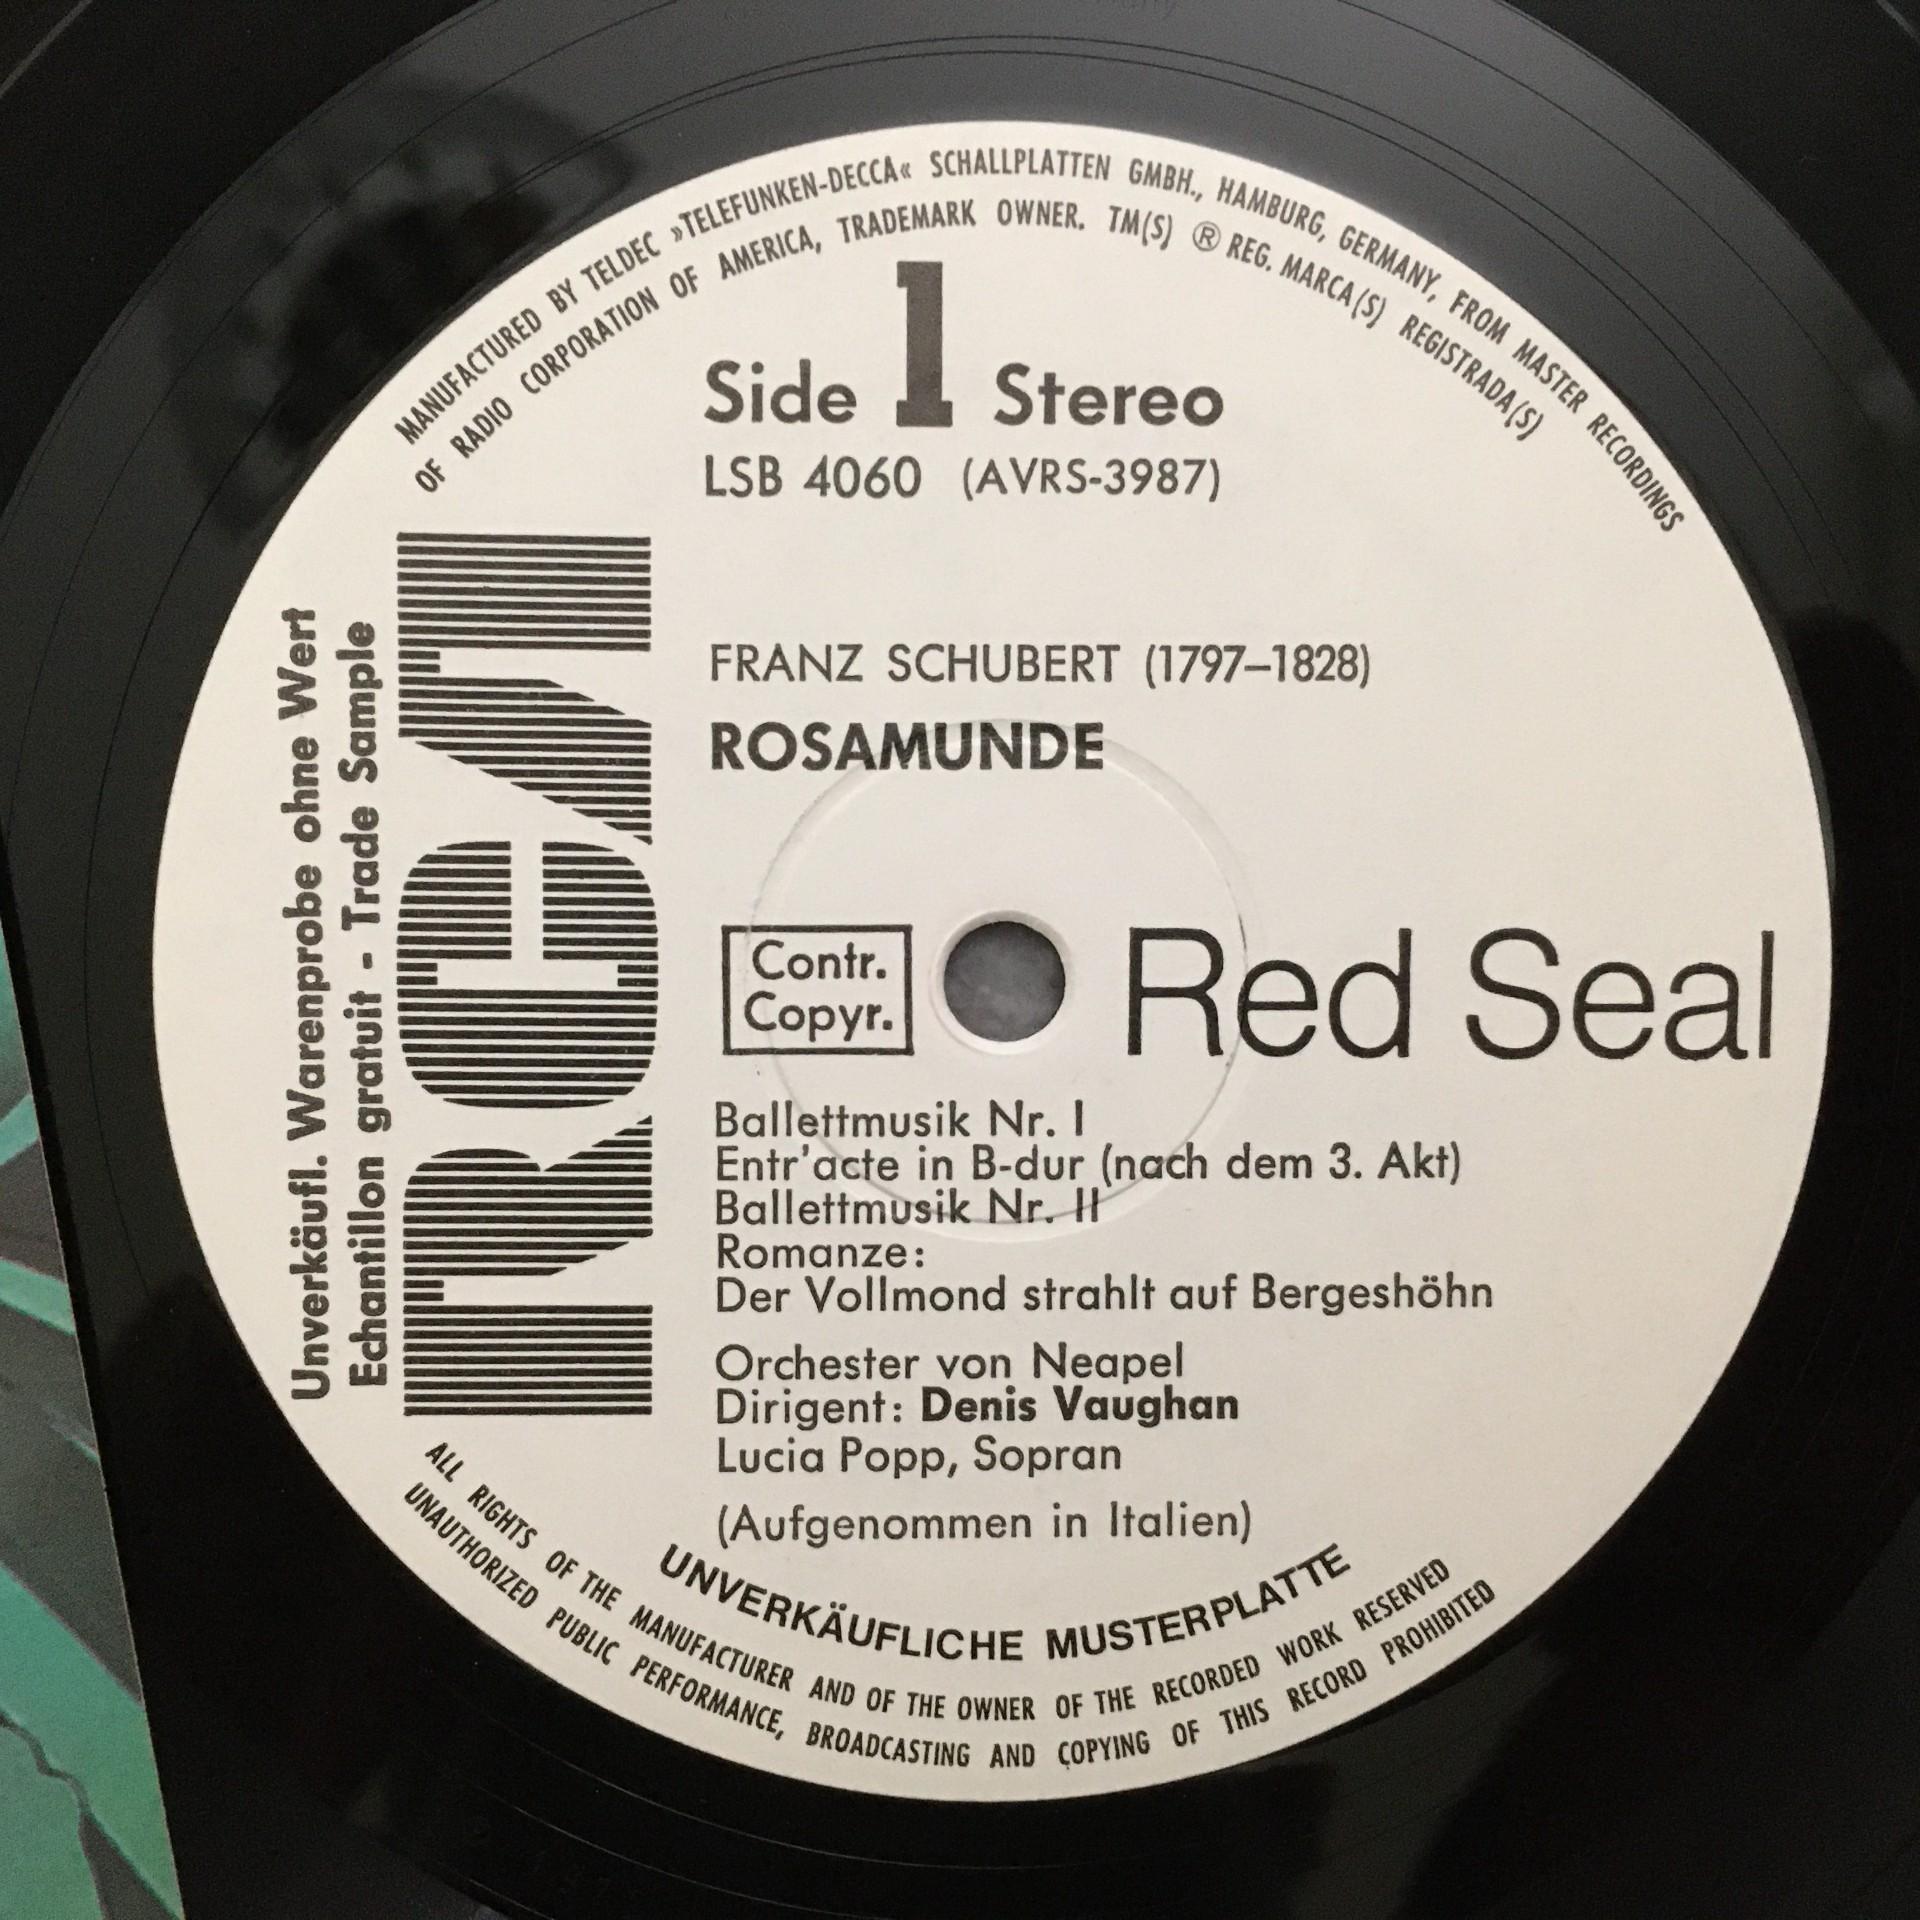 MANUFACTURED BY TELDEC »TELEFUNKEN-DECCA« SCHALLPLATTEN GMBH., HAMBURG, GERMANY, FROM MASTER RECORDINGS
OF RADIO CORPORATION OF AMERICA, TRADEMARK OWNER. TM(S) ® REG. MARCA(S) REGISTRADA(S)
Side 1 Stereo
LSB 4060 (AVRS-3987)
Unverkäufl. Warenprobe ohne Wert
Echantillon gratuit - Trade Sample
RCA
FRANZ SCHUBERT (1797–1828)
ROSAMUNDE
Contr.
Copyr.
Red Seal
Ballettmusik Nr. I
Entr'acte in B-dur (nach dem 3. Akt)
Ballettmusik Nr. II
Romanze:
Der Vollmond strahlt auf Bergeshöhn
Orchester von Neapel
Dirigent: Denis Vaughan
Lucia Popp, Sopran
(Aufgenommen in Italien)
UNVERKÄUFLICHE MUSTERPLATTE
ALL RIGHTS OF THE MANUFACTURER AND OF THE OWNER OF THE RECORDED WORK RESERVED
UNAUTHORIZED PUBLIC PERFORMANCE, BROADCASTING AND COPYING OF THIS RECORD PROHIBITED